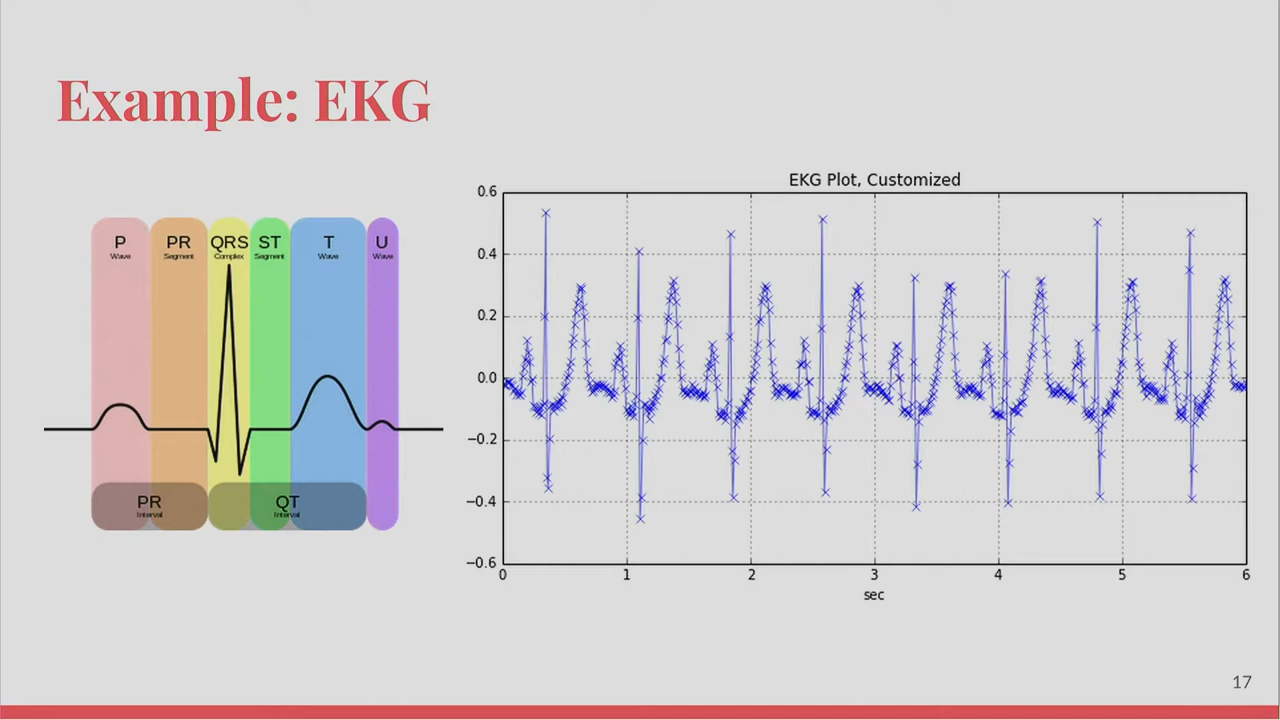 Example: EKG
P
Wave
PR
Segment
QRS
Complex
ST
Segment
T
Wave
U
Wave
PR
Interval
QT
Interval
EKG Plot, Customized
0.6
0.4
0.2
0.0
−0.2
−0.4
−0.6
0 1 2 3 4 5 6
sec
17